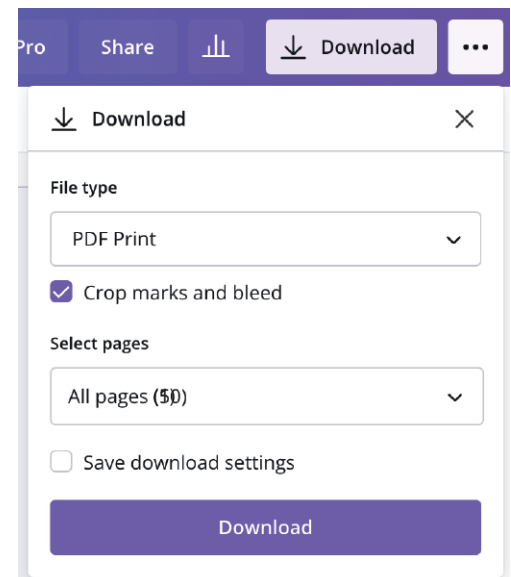 Pro Share Download
Download
File type
PDF Print
Crop marks and bleed
Select pages
All pages
Save download settings
Download